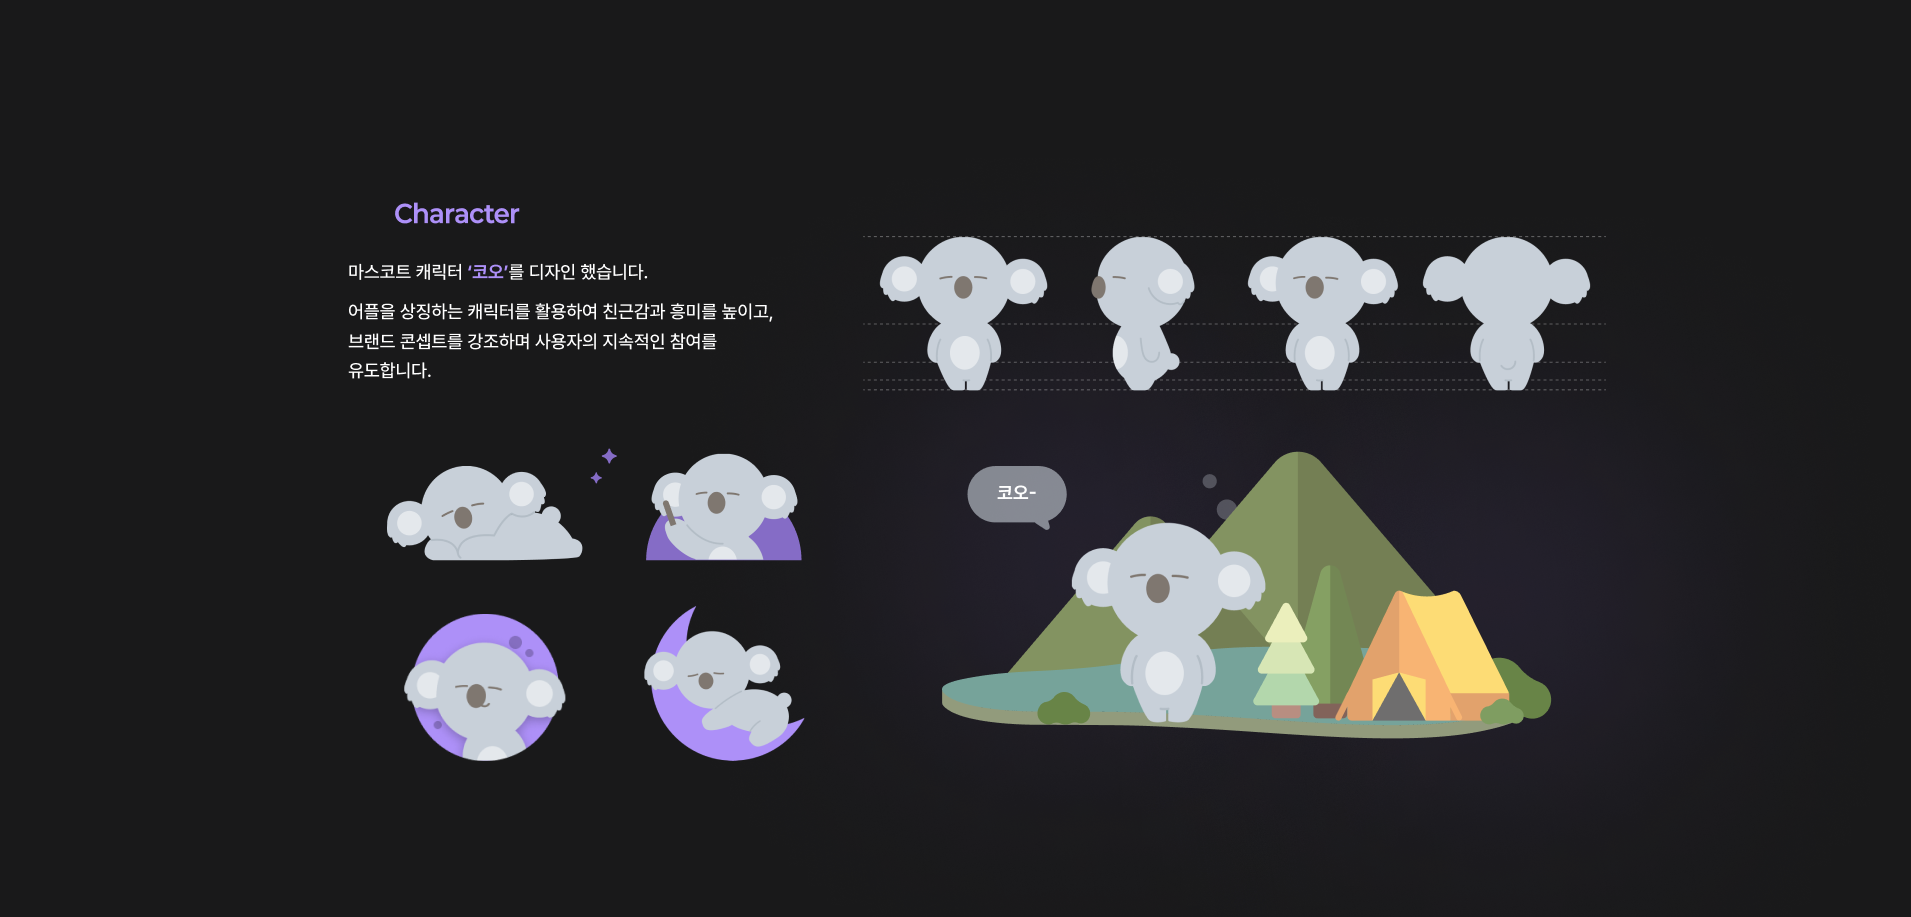 Character
마스코트 캐릭터 ‘코오’를 디자인 했습니다.
어플을 상징하는 캐릭터를 활용하여 친근감과 흥미를 높이고,
브랜드 콘셉트를 강조하며 사용자의 지속적인 참여를
유도합니다.
코오-